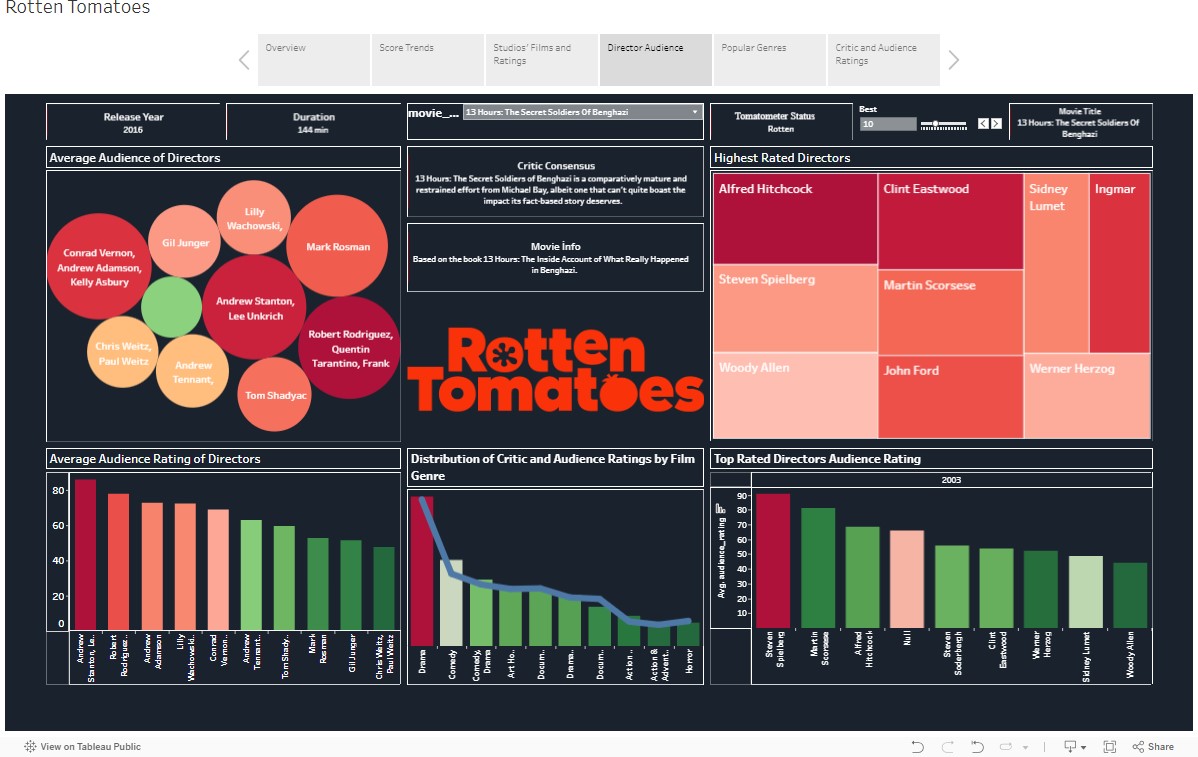 Rotten Tomatoes
Overview
Score Trends
Studios' Films and
Ratings
Director Audience
Popular Genres
Critic and Audience
Ratings
Release Year
2016
Duration
144 min
movie_...
13 Hours: The Secret Soldiers Of Benghazi
Tomatometer Status
Rotten
Best
10
Movie Title
13 Hours: The Secret Soldiers Of
Benghazi
Average Audience of Directors
Conrad Vernon,
Andrew Adamson,
Kelly Asbury
Gil Junger
Lilly
Wachowski,
Mark Rosman
Andrew Stanton,
Lee Unkrich
Robert Rodriguez,
Quentin
Tarantino, Frank
Chris Weitz,
Paul Weitz
Andrew
Tennant,
Tom Shadyac
Critic Consensus
13 Hours: The Secret Soldiers of Benghazi is a comparatively mature and
restrained effort from Michael Bay, albeit one that can't quite boast the
impact its fact-based story deserves.
Movie İnfo
Based on the book 13 Hours: The Inside Account of What Really Happened
in Benghazi.
Rotten
Tomatoes
Highest Rated Directors
Alfred Hitchcock
Steven Spielberg
Woody Allen
Clint Eastwood
Martin Scorsese
John Ford
Sidney
Lumet
Ingmar
Werner Herzog
Average Audience Rating of Directors
80
60
40
20
0
Andrew
Stanton, Le..
Robert
Rodrigue..
Andrew
Adamson
Lilly
Wachowski..
Conrad
Vernon..
Andrew
Tennant..
Tom Shady..
Mark
Rosman
Gil Junger
Chris Weitz,
Paul Weitz
Distribution of Critic and Audience Ratings by Film
Genre
Drama
Comedy
Comedy,
Drama
Art Ho..
Docum..
Drama..
Docum..
Action..
Action &
Advent..
Horror
Top Rated Directors Audience Rating
2003
Avg. audience_rating
90
80
70
60
50
40
30
20
10
Steven
Spielberg
Martin
Scorsese
Alfred
Hitchcock
Null
Steven
Soderbergh
Clint
Eastwood
Werner
Herzog
Sidney Lumet
Woody Allen
View on Tableau Public
Share